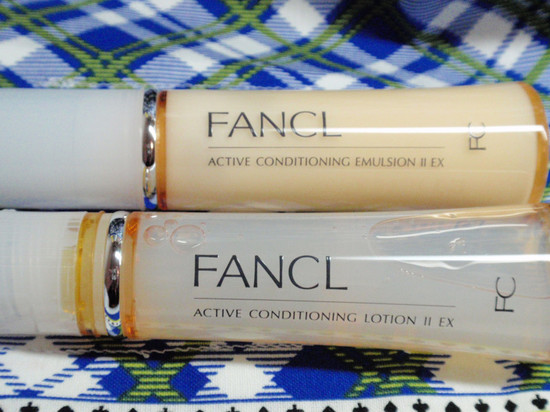 FANCL
ACTIVE CONDITIONING EMULSION II EX
FC
FANCL
ACTIVE CONDITIONING LOTION II EX
FC